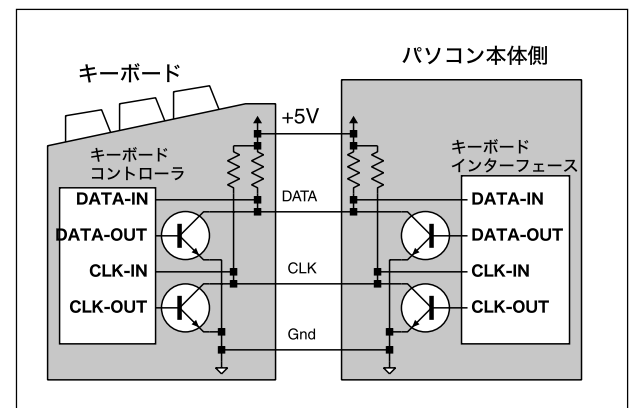 キーボード
パソコン本体側
+5V
キーボード
コントローラ
キーボード
インターフェース
DATA-IN
DATA
DATA-IN
DATA-OUT
DATA-OUT
CLK-IN
CLK
CLK-IN
CLK-OUT
CLK-OUT
Gnd